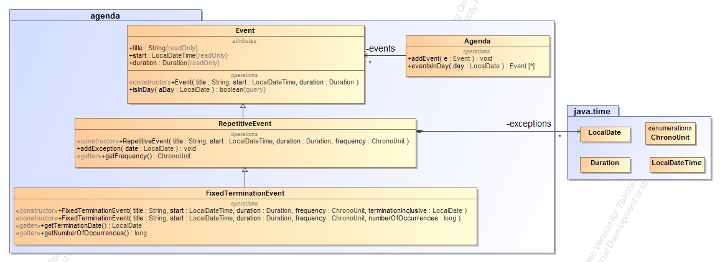 agenda
Event
attributes
+title : String{readOnly}
+start : LocalDateTime{readOnly}
+duration : Duration{readOnly}
operations
«constructor»+Event( title : String, start : LocalDateTime, duration : Duration )
+isInDay( aDay : LocalDate ) : boolean{query}
-events
*
Agenda
operations
+addEvent( e : Event ) : void
+eventsInDay( day : LocalDate ) : Event [*]
RepetitiveEvent
operations
«constructor»+RepetitiveEvent( title : String, start : LocalDateTime, duration : Duration, frequency : ChronoUnit )
+addException( date : LocalDate ) : void
«getter»+getFrequency() : ChronoUnit
-exceptions
*
java.time
LocalDate
«enumeration»
ChronoUnit
Duration
LocalDateTime
FixedTerminationEvent
operations
«constructor»+FixedTerminationEvent( title : String, start : LocalDateTime, duration : Duration, frequency : ChronoUnit, terminationInclusive : LocalDate )
«constructor»+FixedTerminationEvent( title : String, start : LocalDateTime, duration : Duration, frequency : ChronoUnit, numberOfOccurrences : long )
«getter»+getTerminationDate() : LocalDate
«getter»+getNumberOfOccurrences() : long